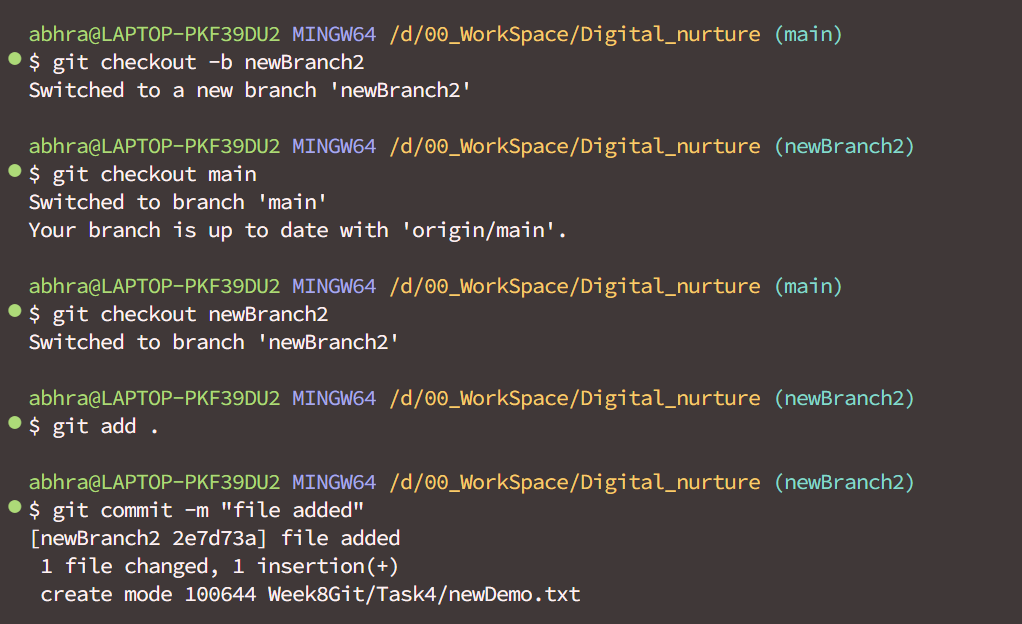 abhra@LAPTOP-PKF39DU2 MINGW64 /d/00_WorkSpace/Digital_nurture (main)
$ git checkout -b newBranch2
Switched to a new branch 'newBranch2'
abhra@LAPTOP-PKF39DU2 MINGW64 /d/00_WorkSpace/Digital_nurture (newBranch2)
$ git checkout main
Switched to branch 'main'
Your branch is up to date with 'origin/main'.
abhra@LAPTOP-PKF39DU2 MINGW64 /d/00_WorkSpace/Digital_nurture (main)
$ git checkout newBranch2
Switched to branch 'newBranch2'
abhra@LAPTOP-PKF39DU2 MINGW64 /d/00_WorkSpace/Digital_nurture (newBranch2)
$ git add .
abhra@LAPTOP-PKF39DU2 MINGW64 /d/00_WorkSpace/Digital_nurture (newBranch2)
$ git commit -m "file added"
[newBranch2 2e7d73a] file added
 1 file changed, 1 insertion(+)
 create mode 100644 Week8Git/Task4/newDemo.txt